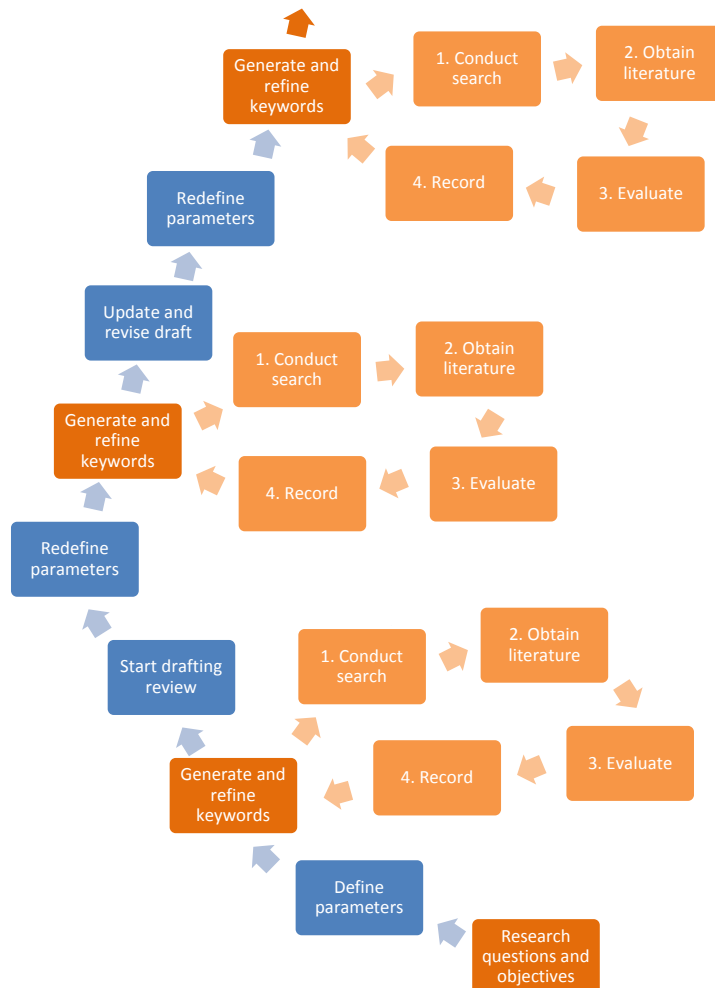 Generate and
refine
keywords
1. Conduct
search
2. Obtain
literature
4. Record
3. Evaluate
Redefine
parameters
Update and
revise draft
1. Conduct
search
2. Obtain
literature
Generate and
refine
keywords
4. Record
3. Evaluate
Redefine
parameters
Start drafting
review
1. Conduct
search
2. Obtain
literature
Generate and
refine
keywords
4. Record
3. Evaluate
Define
parameters
Research
questions and
objectives